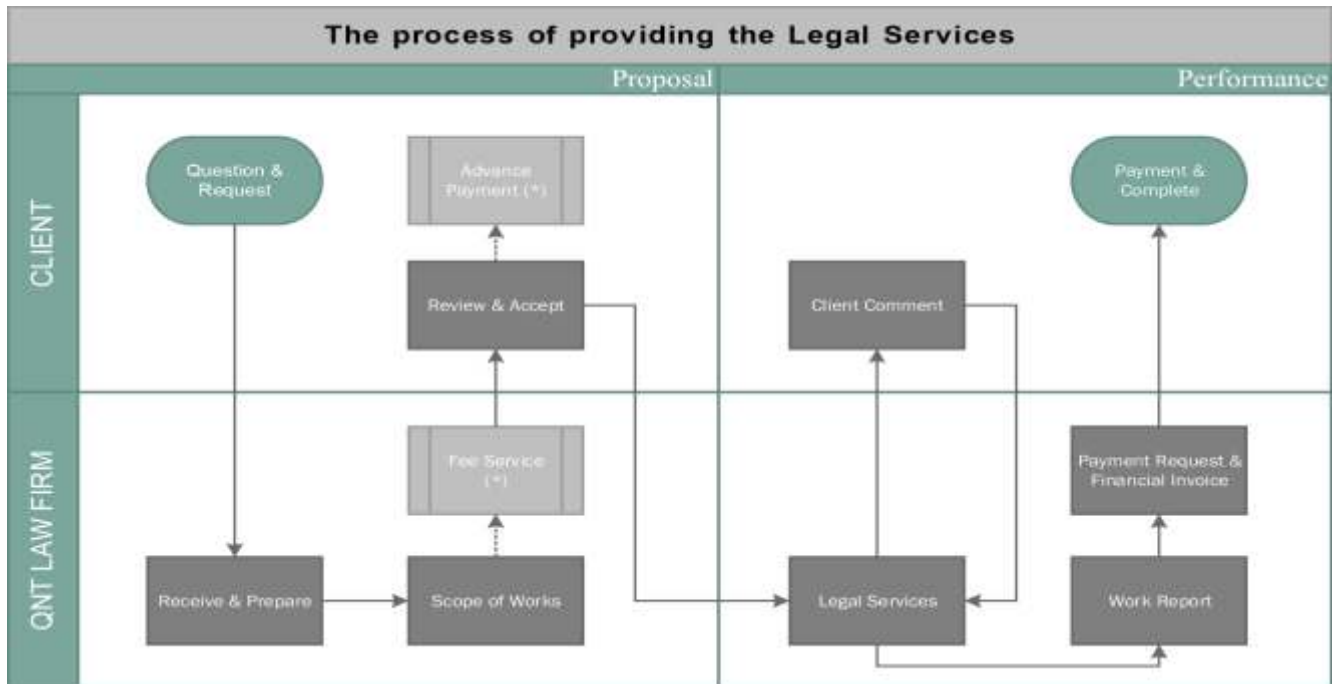 The process of providing the Legal Services
Proposal
Performance
CLIENT
Question &
Request
Advance
Payment (*)
Payment &
Complete
Review & Accept
Client Comment
QNT LAW FIRM
Fee Service
(*)
Payment Request &
Financial Invoice
Receive & Prepare
Scope of Works
Legal Services
Work Report